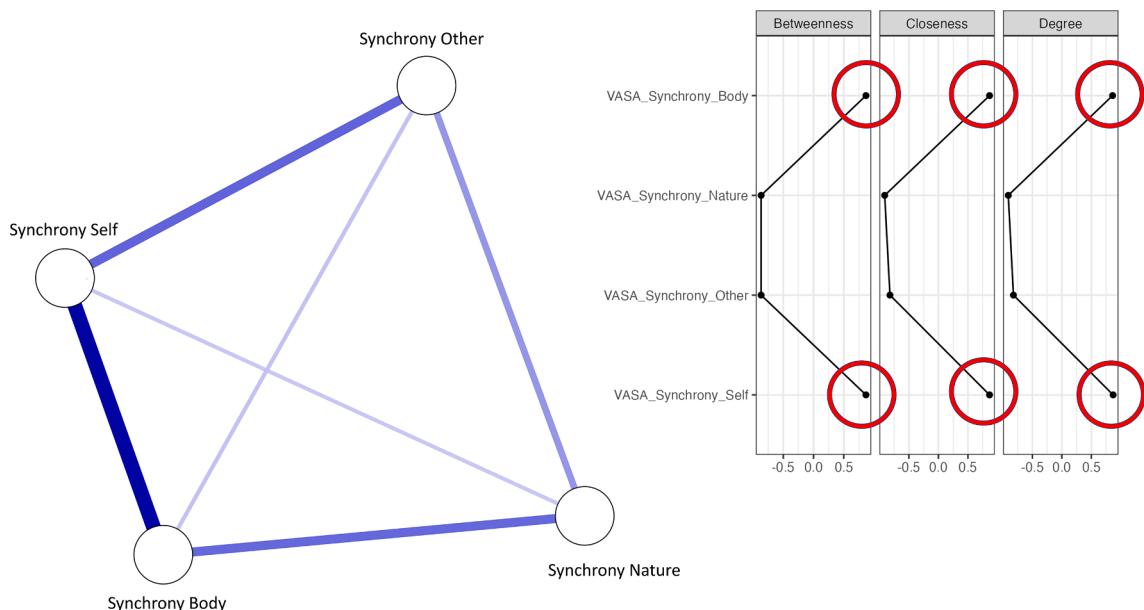 Synchrony Other
Synchrony Self
Synchrony Nature
Synchrony Body
Betweenness Closeness Degree
VASA_Synchrony_Body
VASA_Synchrony_Nature
VASA_Synchrony_Other
VASA_Synchrony_Self
-0.5 0.0 0.5 -0.5 0.0 0.5 -0.5 0.0 0.5